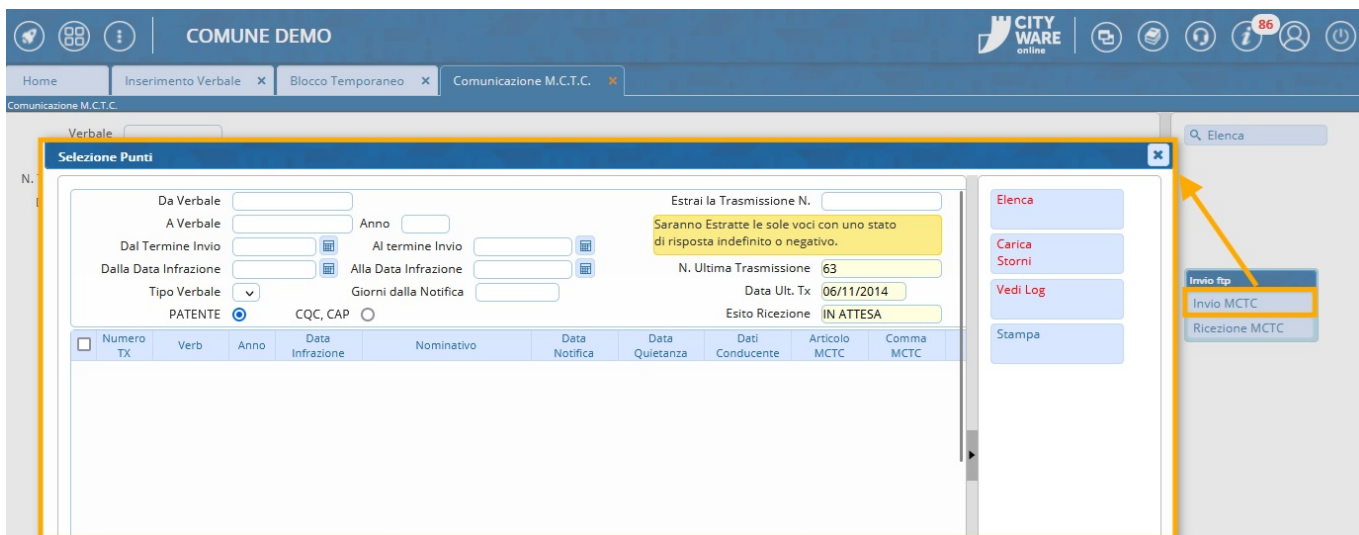 COMUNE DEMO
CITY
WARE
online
86
Home
Inserimento Verbale
Blocco Temporaneo
Comunicazione M.C.T.C.
Comunicazione M.C.T.C.
Verbale
Elenca
Selezione Punti
N.
Da Verbale
Estrai la Trasmissione N.
Elenca
A Verbale
Anno
Saranno Estratte le sole voci con uno stato
di risposta indefinito o negativo.
Dal Termine Invio
Al termine Invio
Carica
Storni
Dalla Data Infrazione
Alla Data Infrazione
N. Ultima Trasmissione 63
Invio ftp
Tipo Verbale
Giorni dalla Notifica
Data Ult. Tx 06/11/2014
Vedi Log
Invio MCTC
PATENTE
CQC, CAP
Esito Ricezione IN ATTESA
Ricezione MCTC
Stampa
Numero
TX
Verb
Anno
Data
Infrazione
Nominativo
Data
Notifica
Data
Quietanza
Dati
Conducente
Articolo
MCTC
Comma
MCTC